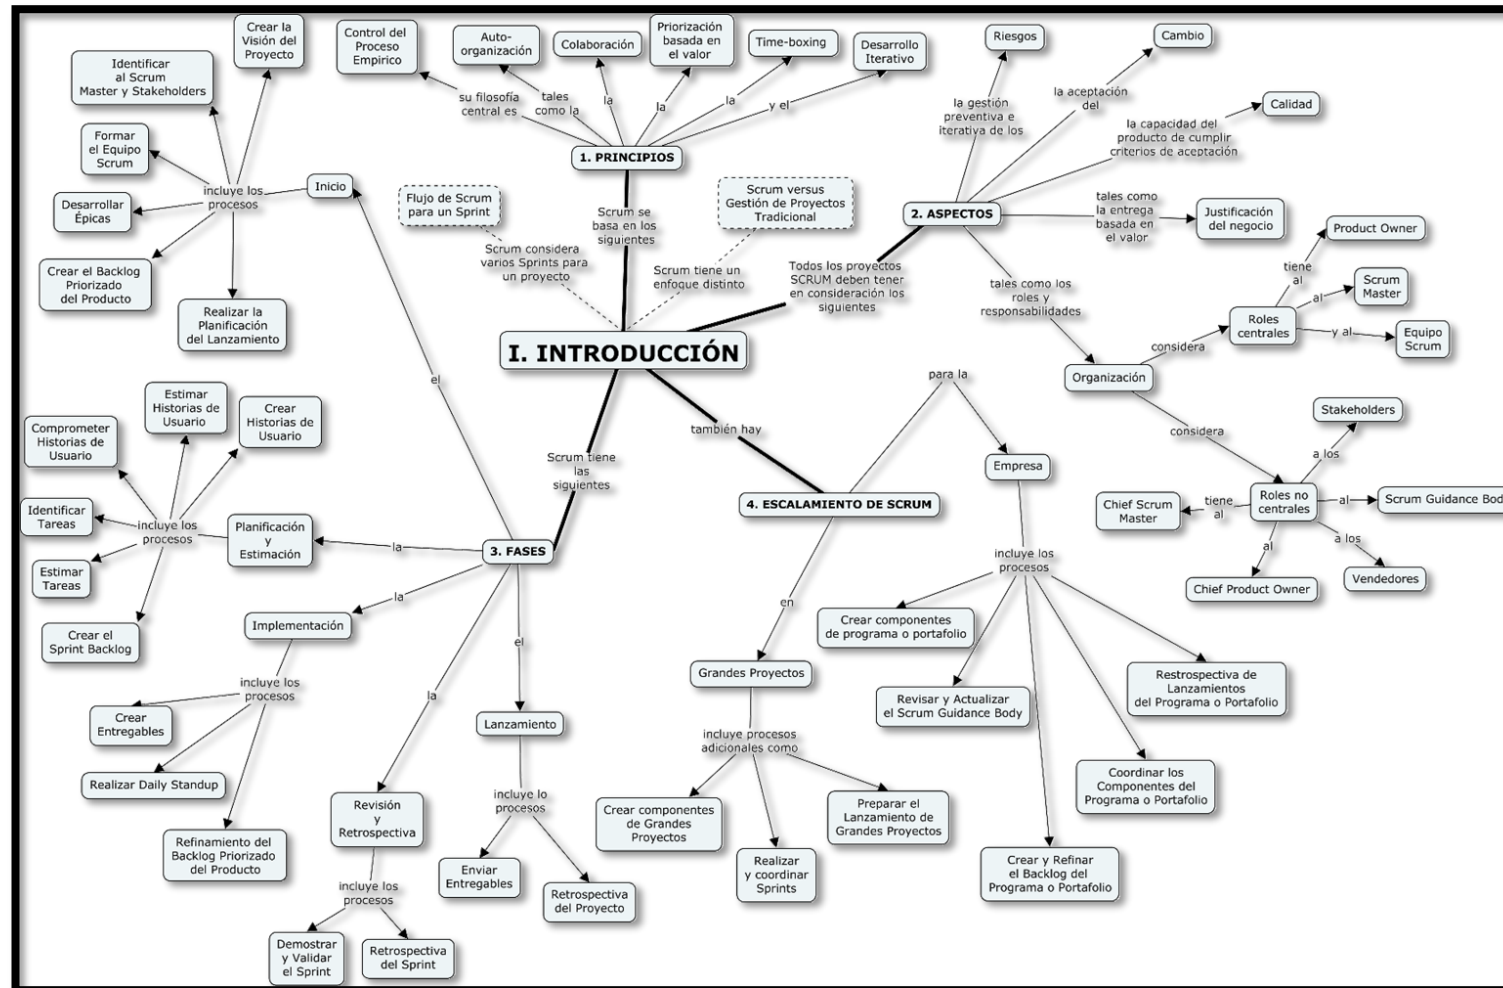 I. INTRODUCCIÓN
Flujo de Scrum
para un Sprint
Scrum considera
varios Sprints para
un proyecto
Scrum versus
Gestión de Proyectos
Tradicional
Scrum tiene un
enfoque distinto
Scrum se
basa en los
siguientes
1. PRINCIPIOS
su filosofía
central es
Control del
Proceso
Empirico
tales
como la
Auto-
organización
la
Colaboración
la
Priorización
basada en
el valor
la
Time-boxing
y el
Desarrollo
Iterativo
Todos los proyectos
SCRUM deben tener
en consideración los
siguientes
2. ASPECTOS
la gestión
preventiva e
iterativa de los
Riesgos
la aceptación
del
Cambio
la capacidad del
producto de cumplir
criterios de aceptación
Calidad
tales como
la entrega
basada en
el valor
Justificación
del negocio
tales como los
roles y
responsabilidades
Organización
considera
Roles
centrales
tiene
al
Product Owner
al
Scrum
Master
y al
Equipo
Scrum
considera
Roles no
centrales
a los
Stakeholders
al
Scrum Guidance Bod
tiene
al
Chief Scrum
Master
al
Chief Product Owner
a los
Vendedores
Scrum tiene
las
siguientes
3. FASES
el
Inicio
incluye los
procesos
Crear la
Visión del
Proyecto
Identificar
al Scrum
Master y Stakeholders
Formar
el Equipo
Scrum
Desarrollar
Épicas
Crear el Backlog
Priorizado
del Producto
Realizar la
Planificación
del Lanzamiento
la
Planificación
y
Estimación
incluye los
procesos
Crear
Historias de
Usuario
Estimar
Historias de
Usuario
Comprometer
Historias de
Usuario
Identificar
Tareas
Estimar
Tareas
Crear el
Sprint Backlog
la
Implementación
incluye los
procesos
Crear
Entregables
Realizar Daily Standup
Refinamiento del
Backlog Priorizado
del Producto
la
Revisión
y
Retrospectiva
incluye los
procesos
Demostrar
y Validar
el Sprint
Retrospectiva
del Sprint
el
Lanzamiento
incluye lo
procesos
Enviar
Entregables
Retrospectiva
del Proyecto
también hay
4. ESCALAMIENTO DE SCRUM
en
Grandes Proyectos
incluye procesos
adicionales como
Crear componentes
de Grandes
Proyectos
Realizar
y coordinar
Sprints
Preparar el
Lanzamiento de
Grandes Proyectos
para la
Empresa
incluye los
procesos
Crear componentes
de programa o portafolio
Revisar y Actualizar
el Scrum Guidance Body
Crear y Refinar
el Backlog del
Programa o Portafolio
Coordinar los
Componentes del
Programa o Portafolio
Restrospectiva de
Lanzamientos
del Programa o Portafolio